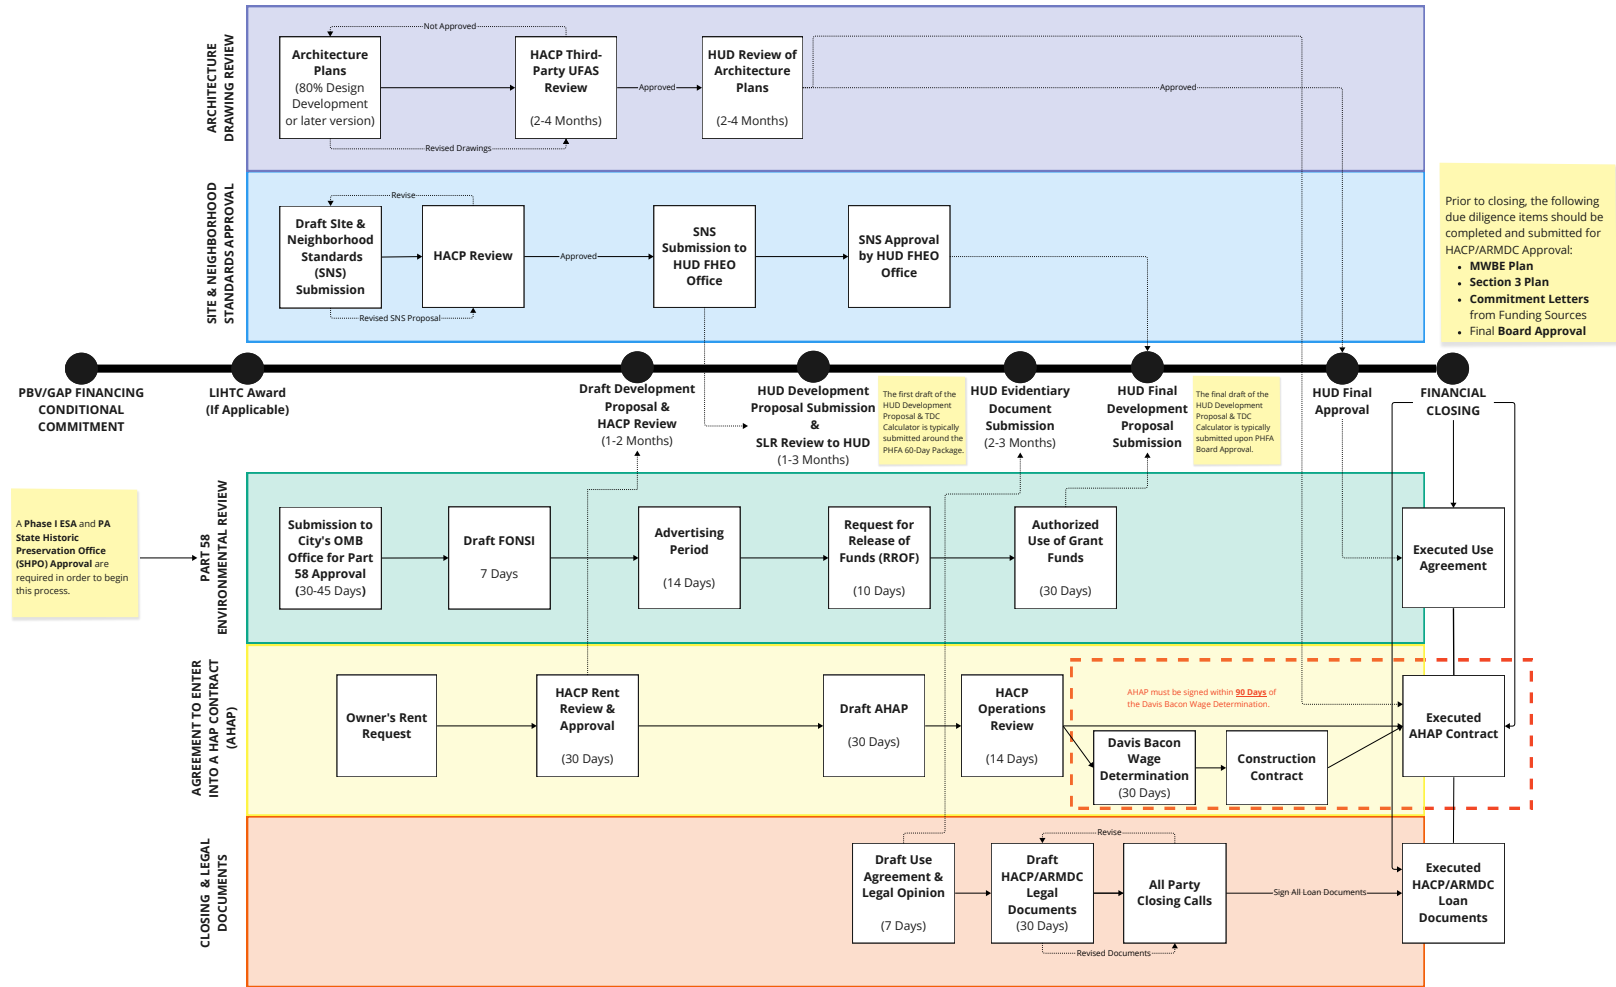 ARCHITECTURE
DRAWING REVIEW
Not Approved
Architecture
Plans
(80% Design
Development
or later version)
Revised Drawings
HACP Third-
Party UFAS
Review
(2-4 Months)
Approved
HUD Review of
Architecture
Plans
(2-4 Months)
Approved
SITE & NEIGHBORHOOD
STANDARDS APPROVAL
Revise
Draft SIte &
Neighborhood
Standards
(SNS)
Submission
Revised SNS Proposal
HACP Review
Approved
SNS
Submission to
HUD FHEO
Office
SNS Approval
by HUD FHEO
Office
Prior to closing, the following
due diligence items should be
completed and submitted for
HACP/ARMDC Approval:
• MWBE Plan
• Section 3 Plan
• Commitment Letters
from Funding Sources
• Final Board Approval
PBV/GAP FINANCING
CONDITIONAL
COMMITMENT
LIHTC Award
(If Applicable)
Draft Development
Proposal &
HACP Review
(1-2 Months)
HUD Development
Proposal Submission
&
SLR Review to HUD
(1-3 Months)
The first draft of the
HUD Development
Proposal & TDC
Calculator is typically
submitted around the
PHFA 60-Day Package.
HUD Evidentiary
Document
Submission
(2-3 Months)
HUD Final
Development
Proposal
Submission
The final draft of the
HUD Development
Proposal & TDC
Calculator is typically
submitted upon PHFA
Board Approval.
HUD Final
Approval
FINANCIAL
CLOSING
A Phase I ESA and PA
State Historic
Preservation Office
(SHPO) Approval are
required in order to begin
this process.
PART 58
ENVIRONMENTAL REVIEW
Submission to
City's OMB
Office for Part
58 Approval
(30-45 Days)
Draft FONSI
7 Days
Advertising
Period
(14 Days)
Request for
Release of
Funds (RROF)
(10 Days)
Authorized
Use of Grant
Funds
(30 Days)
Executed Use
Agreement
AGREEMENT TO ENTER
INTO A HAP CONTRACT
(AHAP)
Owner's Rent
Request
HACP Rent
Review &
Approval
(30 Days)
Draft AHAP
(30 Days)
HACP
Operations
Review
(14 Days)
AHAP must be signed within 90 Days of
the Davis Bacon Wage Determination.
Davis Bacon
Wage
Determination
(30 Days)
Construction
Contract
Executed
AHAP Contract
CLOSING & LEGAL
DOCUMENTS
Draft Use
Agreement &
Legal Opinion
(7 Days)
Revise
Draft
HACP/ARMDC
Legal
Documents
(30 Days)
Revised Documents
All Party
Closing Calls
Sign All Loan Documents
Executed
HACP/ARMDC
Loan
Documents